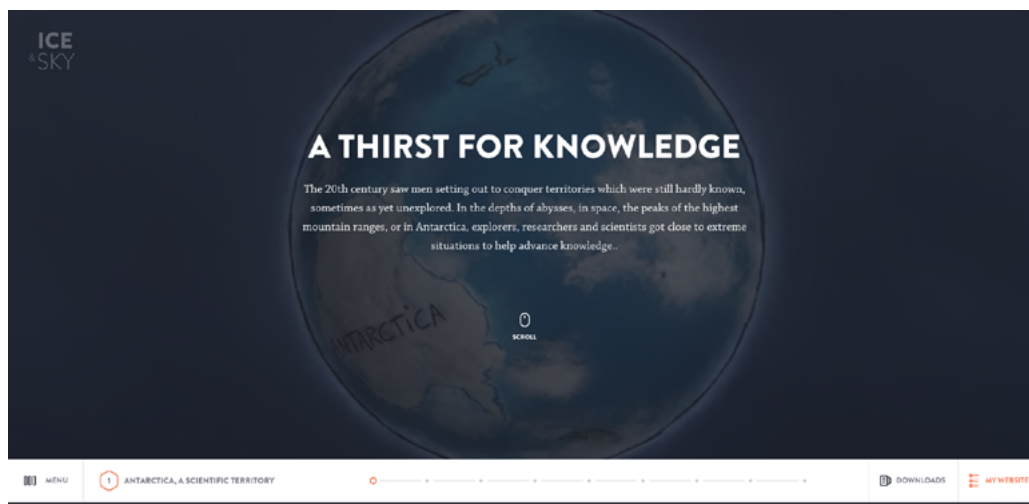 ICE
&SKY
A THIRST FOR KNOWLEDGE
The 20th century saw men setting out to conquer territories which were still hardly known,
sometimes as yet unexplored. In the depths of abysses, in space, the peaks of the highest
mountain ranges, or in Antarctica, explorers, researchers and scientists got close to extreme
situations to help advance knowledge..
ANTARCTICA
SCROLL
MENU
1
ANTARCTICA, A SCIENTIFIC TERRITORY
DOWNLOADS
MY WEBSITE